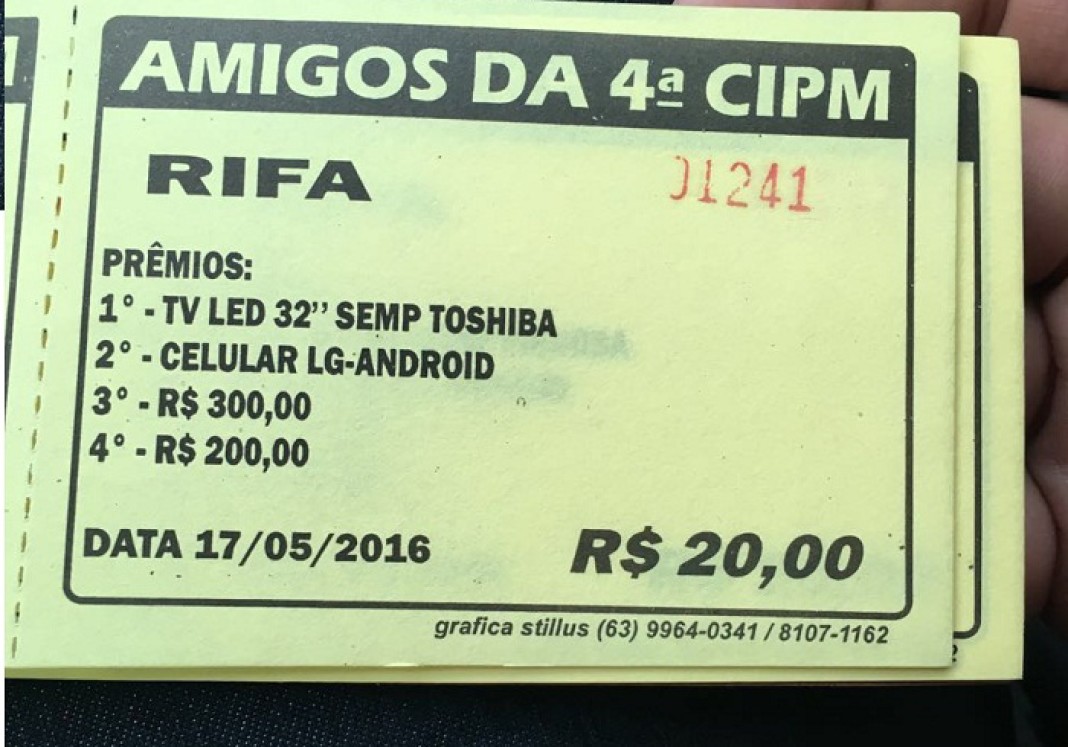 AMIGOS DA 4ª CIPM
RIFA
01241
PRÊMIOS:
1° - TV LED 32’’ SEMP TOSHIBA
2° - CELULAR LG-ANDROID
3° - R$ 300,00
4° - R$ 200,00
DATA 17/05/2016
R$ 20,00
grafica stillus (63) 9964-0341 / 8107-1162